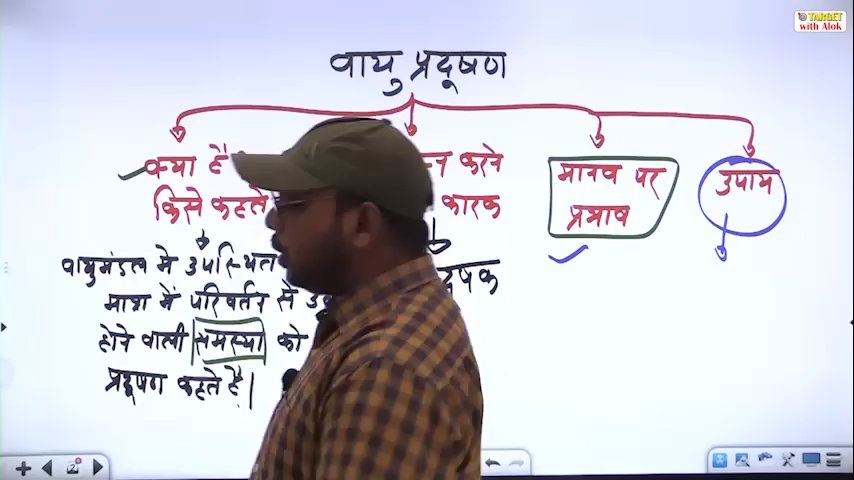 TARGET
with Alok
वायु प्रदूषण
क्या है
किसे कहते
करने
कारक
मानव पर
प्रभाव
उपाय
वायुमंडल मे उपस्थित
मात्रा में परिवर्तन से
होने वाली समस्या को
प्रदूषण कहते है।
2